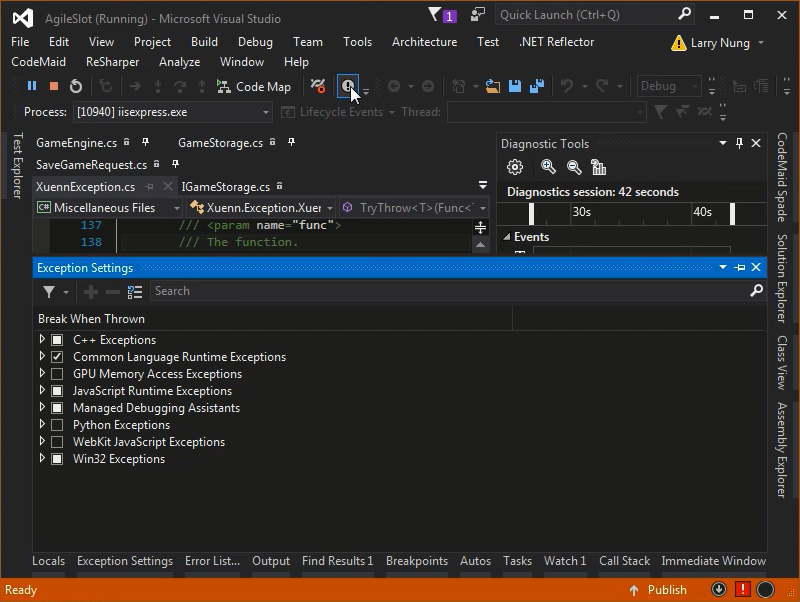 AgileSlot (Running) - Microsoft Visual Studio
1
Quick Launch (Ctrl+Q)
File Edit View Project Build Debug Team Tools Architecture Test .NET Reflector
Larry Nung
CodeMaid ReSharper Analyze Window Help
Code Map
Debug
Process: [10940] iisexpress.exe
Lifecycle Events
Thread:
Test Explorer
GameEngine.cs GameStorage.cs
SaveGameRequest.cs
XuennException.cs IGameStorage.cs
C# Miscellaneous Files
Xuenn.Exception.Xuer
TryThrow<T>(Func<
137 /// <param name="func">
138 /// The function.
Diagnostic Tools
Diagnostics session: 42 seconds
30s 40s
Events
Exception Settings
Search
Break When Thrown
C++ Exceptions
Common Language Runtime Exceptions
GPU Memory Access Exceptions
JavaScript Runtime Exceptions
Managed Debugging Assistants
Python Exceptions
WebKit JavaScript Exceptions
Win32 Exceptions
CodeMaid Spade
Solution Explorer
Class View
Assembly Explorer
Locals Exception Settings Error List... Output Find Results 1 Breakpoints Autos Tasks Watch 1 Call Stack Immediate Window
Ready
Publish